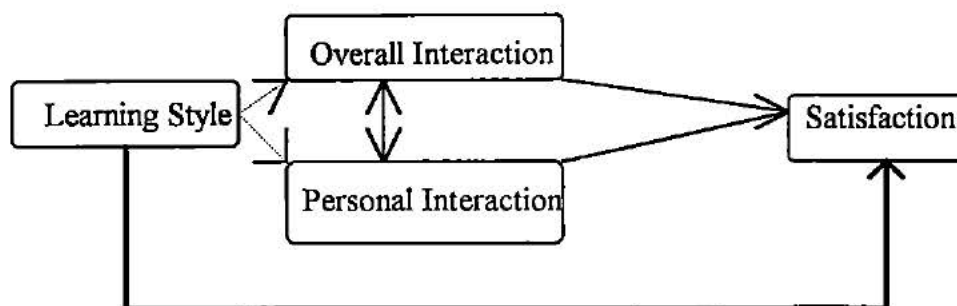 Overall Interaction
Learning Style
Satisfaction
Personal Interaction